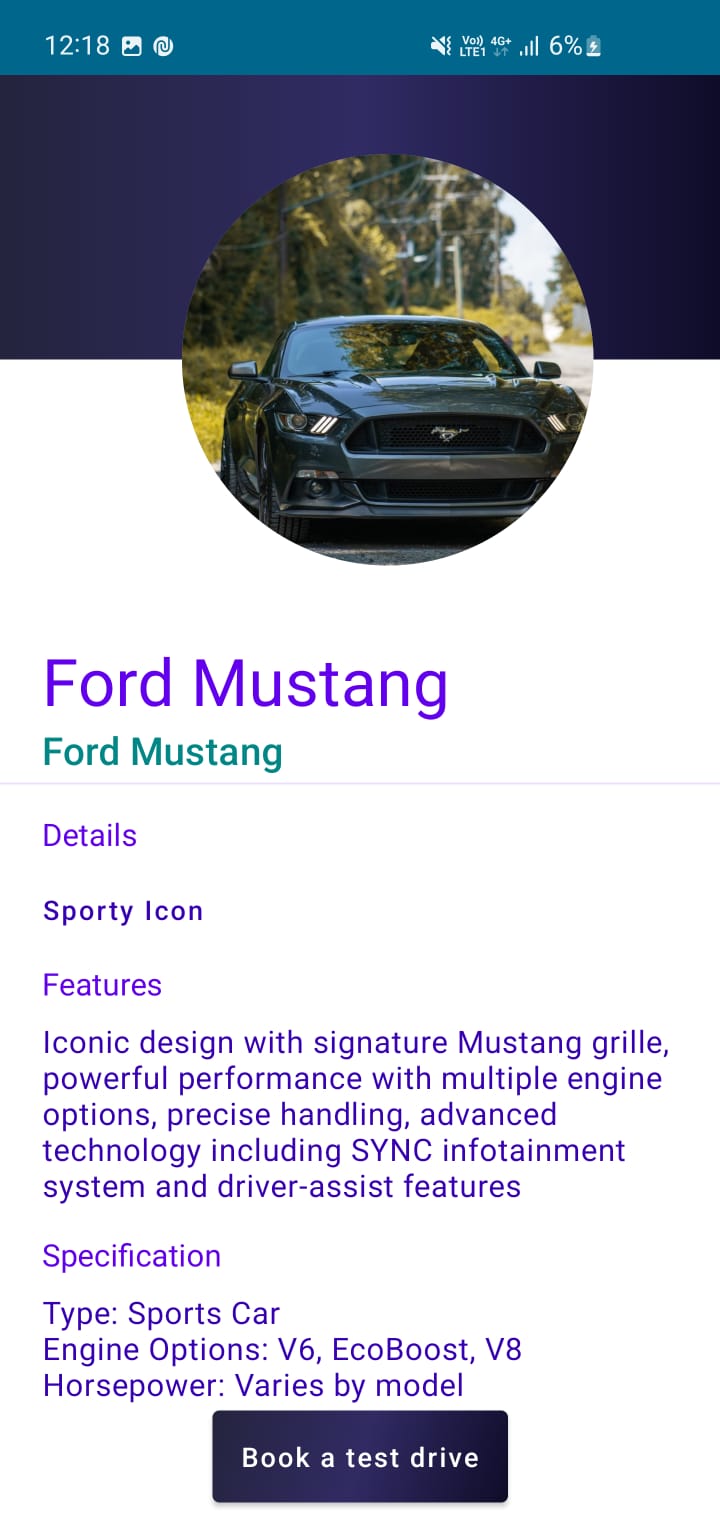 12:18 Vo)) LTE1 4G+ 6%
Ford Mustang
Ford Mustang
Details
Sporty Icon
Features
Iconic design with signature Mustang grille,
powerful performance with multiple engine
options, precise handling, advanced
technology including SYNC infotainment
system and driver-assist features
Specification
Type: Sports Car
Engine Options: V6, EcoBoost, V8
Horsepower: Varies by model
Book a test drive